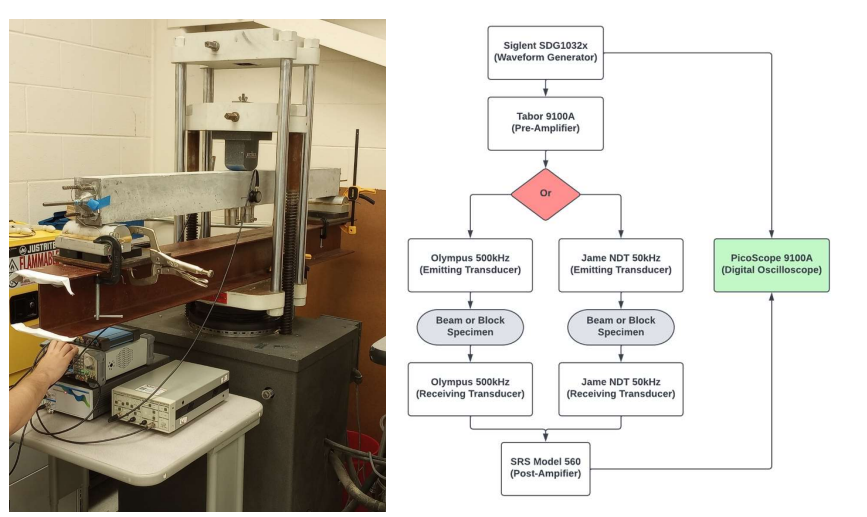 JUSTRITE
FLAMMABLE
Siglent SDG1032x
(Waveform Generator)
Tabor 9100A
(Pre-Amplifier)
Or
Olympus 500kHz
(Emitting Transducer)
Jame NDT 50kHz
(Emitting Transducer)
PicoScope 9100A
(Digital Oscilloscope)
Beam or Block
Specimen
Beam or Block
Specimen
Olympus 500kHz
(Receiving Transducer)
Jame NDT 50kHz
(Receiving Transducer)
SRS Model 560
(Post-Ampifier)